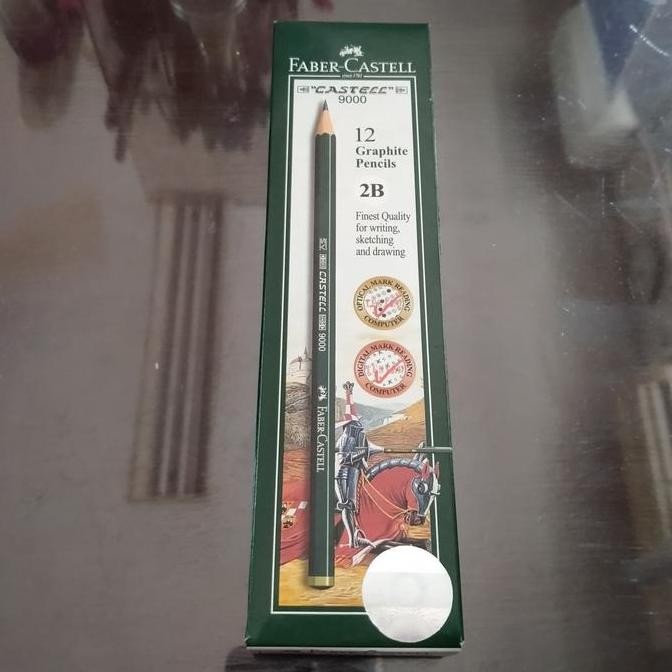 FABER-CASTELL
since 1761
"CASTELL"
9000
12
Graphite
Pencils
2B
Finest Quality
for writing,
sketching
and drawing
OPTICAL MARK READING
COMPUTER
DIGITAL MARK READING
COMPUTER
CASTELL 9000
FABER-CASTELL